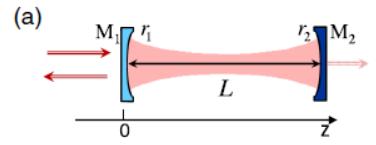 (a)
M₁ r₁ r₂ M₂
L
0 z